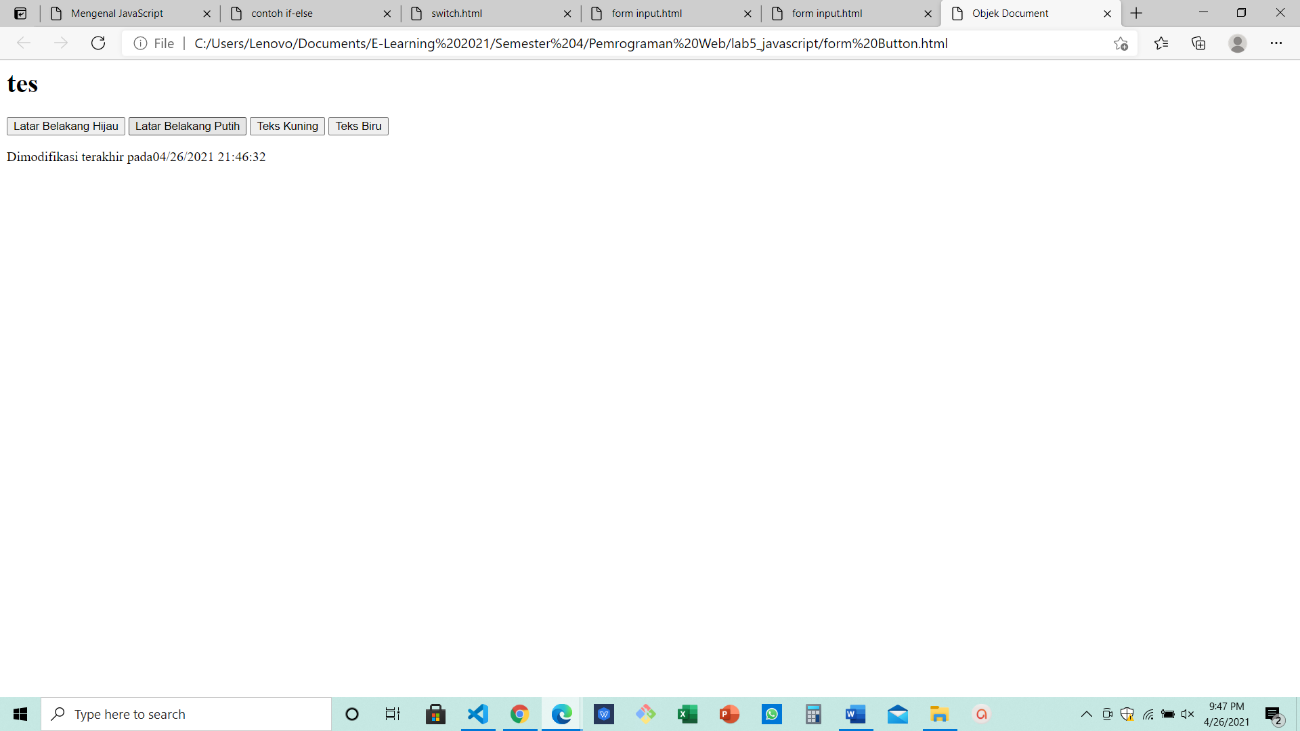 Mengenal JavaScript
contoh if-else
switch.html
form input.html
form input.html
Objek Document
File
C:/Users/Lenovo/Documents/E-Learning%202021/Semester%204/Pemrograman%20Web/lab5_javascript/form%20Button.html
tes
Latar Belakang Hijau
Latar Belakang Putih
Teks Kuning
Teks Biru
Dimodifikasi terakhir pada04/26/2021 21:46:32
Type here to search
9:47 PM
4/26/2021
2